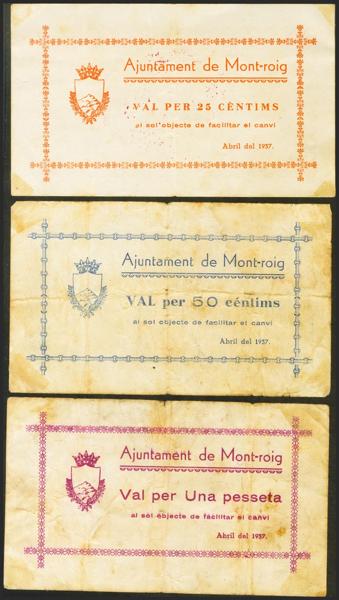 Ajuntament de Mont-roig
VAL PER 25 CÈNTIMS
al sol objecte de facilitar el canvi
Abril del 1937.
Ajuntament de Mont-roig
VAL per 50 céntims
al sol objecte de facilitar el canvi
Abril del 1937.
Ajuntament de Mont-roig
Val per Una pesseta
al sol objecte de facilitar el canvi
Abril del 1937.